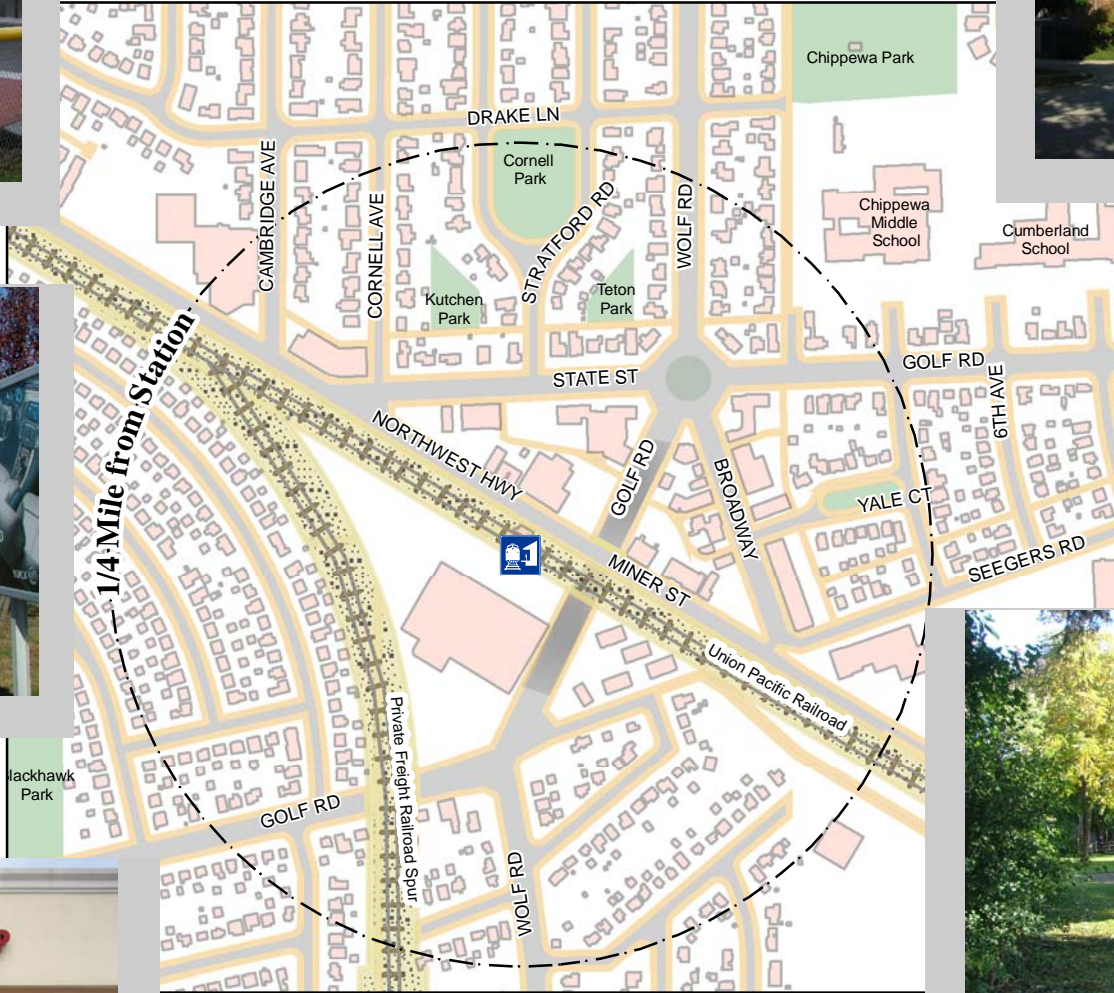 Chippewa Park
DRAKE LN
Cornell
Park
CAMBRIDGE AVE
CORNELL AVE
STRATFORD RD
WOLF RD
Chippewa
Middle
School
Cumberland
School
Kutchen
Park
Teton
Park
1/4 Mile from Station
STATE ST
GOLF RD
6TH AVE
NORTHWEST HWY
GOLF RD
BROADWAY
YALE CT
MINER ST
SEEGERS RD
Union Pacific Railroad
Private Freight Railroad Spur
lackhawk
Park
GOLF RD
WOLF RD